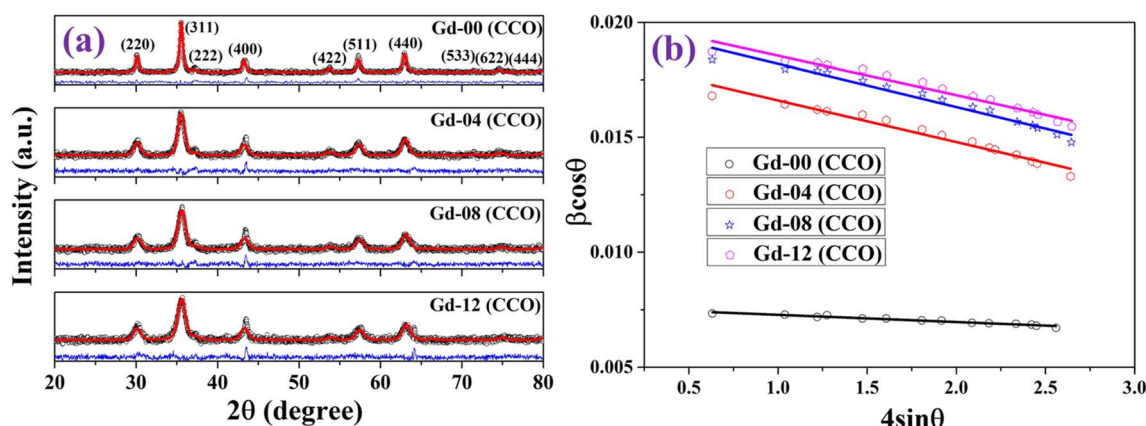 (a)
Gd-00 (CCO)
(311)
(220)
(222)
(400)
(422)
(511)
(440)
(533)
(622)
(444)
Gd-04 (CCO)
Gd-08 (CCO)
Gd-12 (CCO)
Intensity (a.u.)
20 30 40 50 60 70 80
2θ (degree)
(b)
0.020
0.015
0.010
0.005
βcosθ
Gd-00 (CCO)
Gd-04 (CCO)
Gd-08 (CCO)
Gd-12 (CCO)
0.5 1.0 1.5 2.0 2.5 3.0
4sinθ